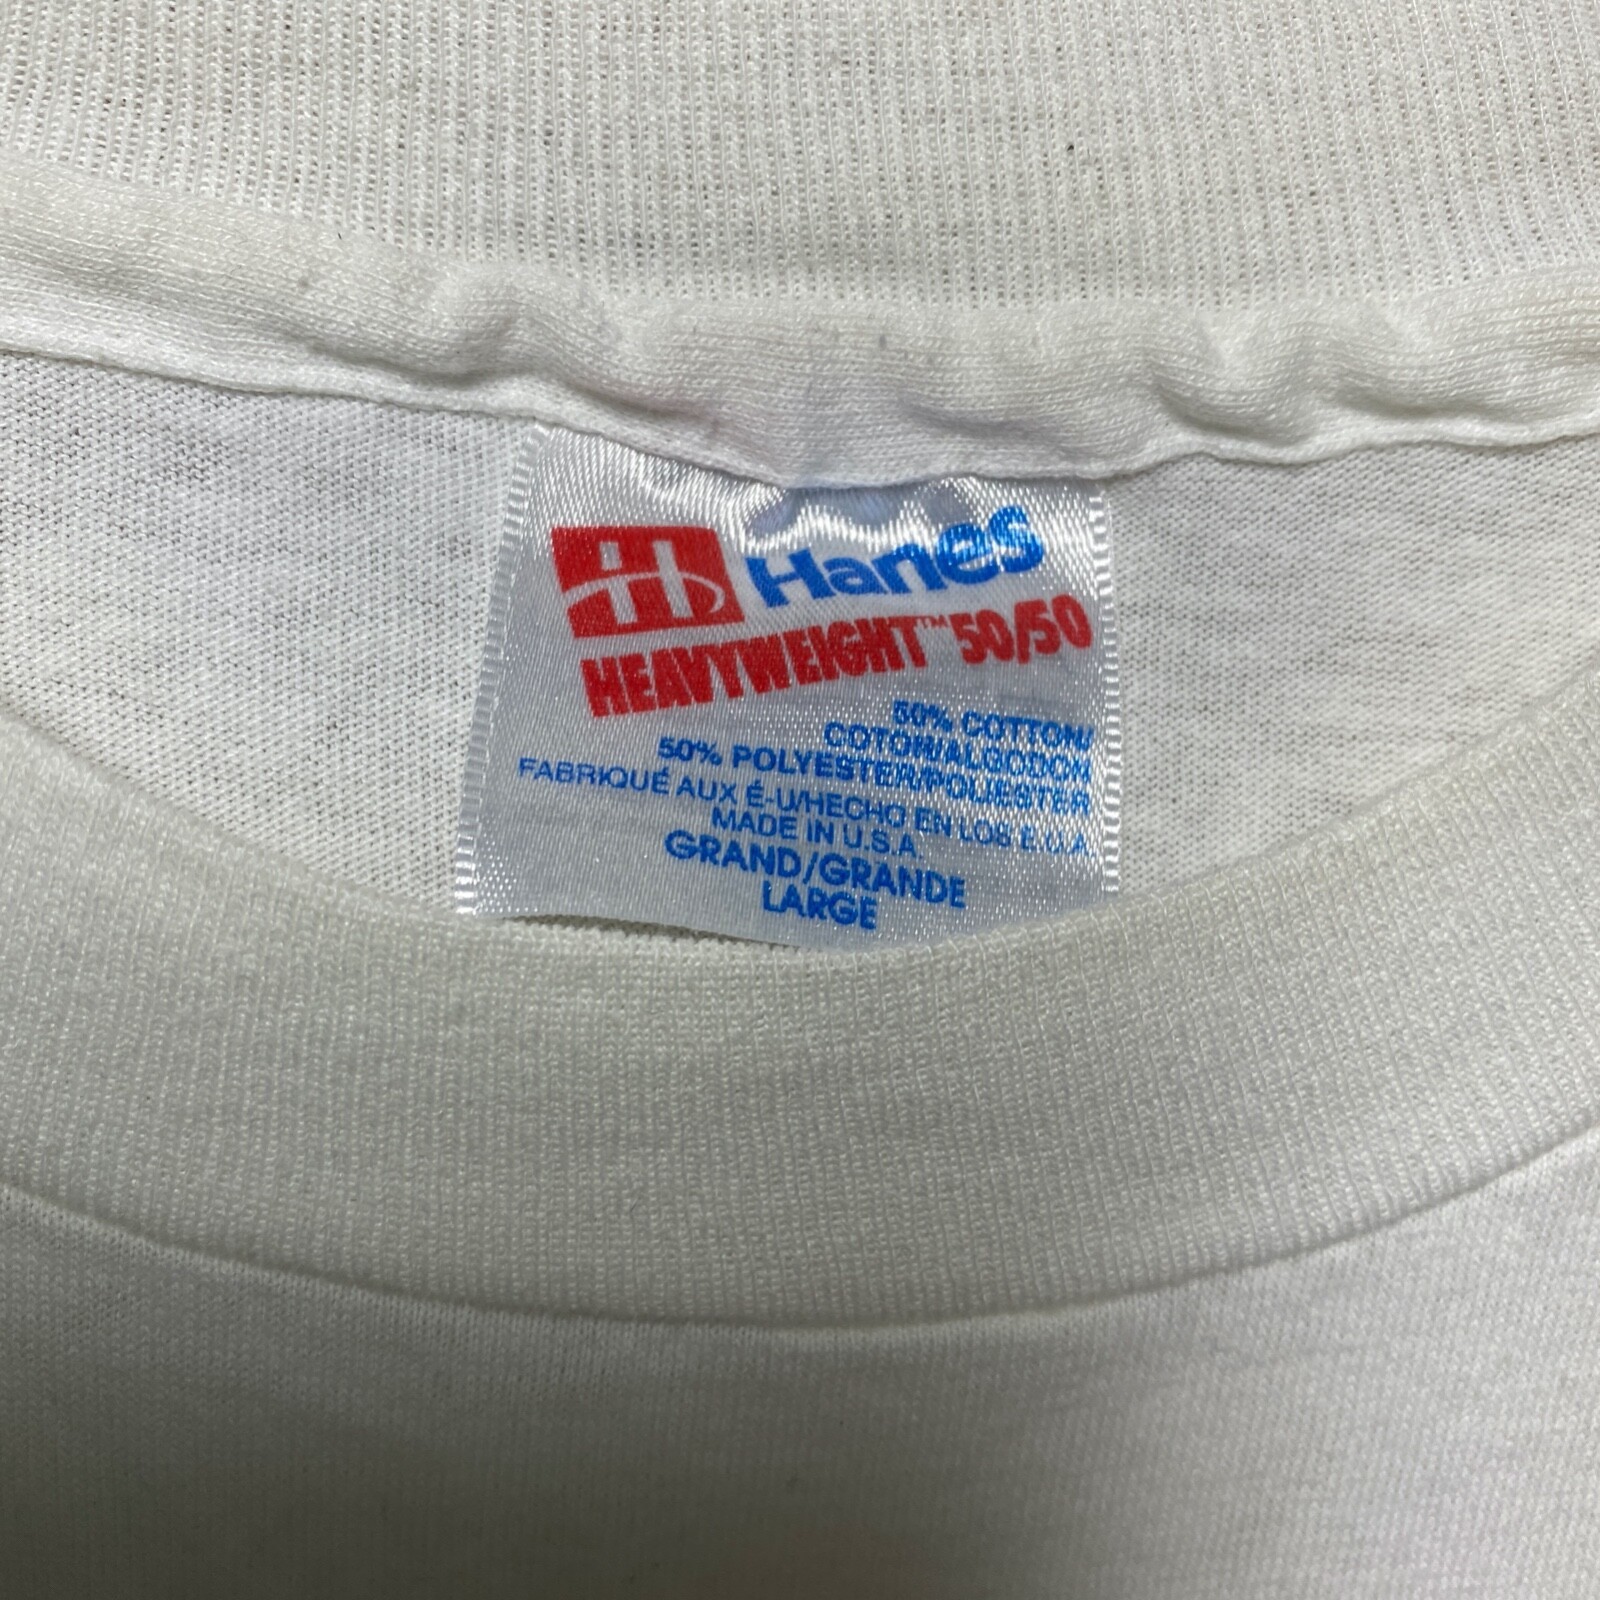 Hanes
HEAVYWEIGHT™ 50/50
50% COTTON/
COTON/ALGODON
50% POLYESTER/POLIESTER
FABRIQUÉ AUX É-U/HECHO EN LOS E.U.A.
MADE IN U.S.A.
GRAND/GRANDE
LARGE